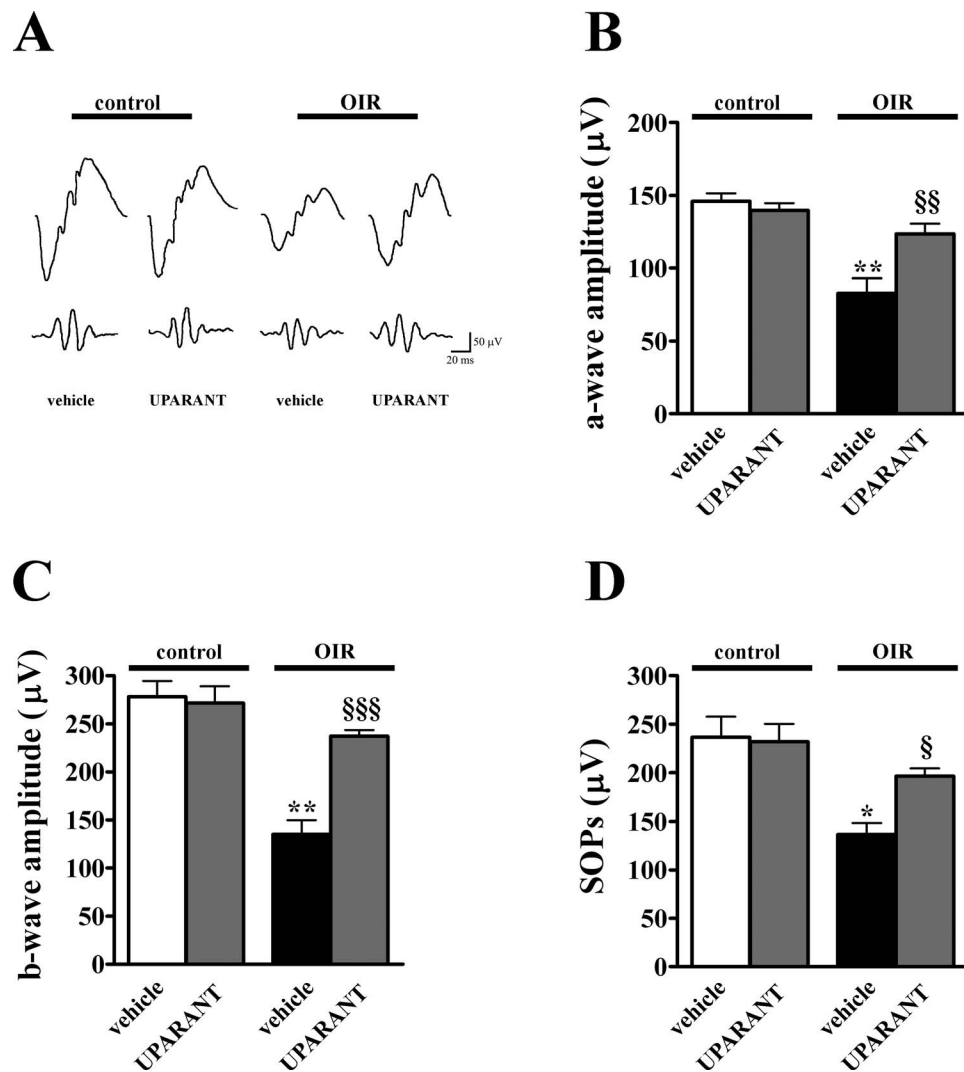 A
control OIR
50 µV
20 ms
vehicle UPARANT vehicle UPARANT
B
control OIR
a-wave amplitude (µV)
200
150
100
50
0
§§
**
vehicle
UPARANT
vehicle
UPARANT
C
control OIR
b-wave amplitude (µV)
300
250
200
150
100
50
0
§§§
**
vehicle
UPARANT
vehicle
UPARANT
D
control OIR
SOPs (µV)
300
250
200
150
100
50
0
§
*
vehicle
UPARANT
vehicle
UPARANT